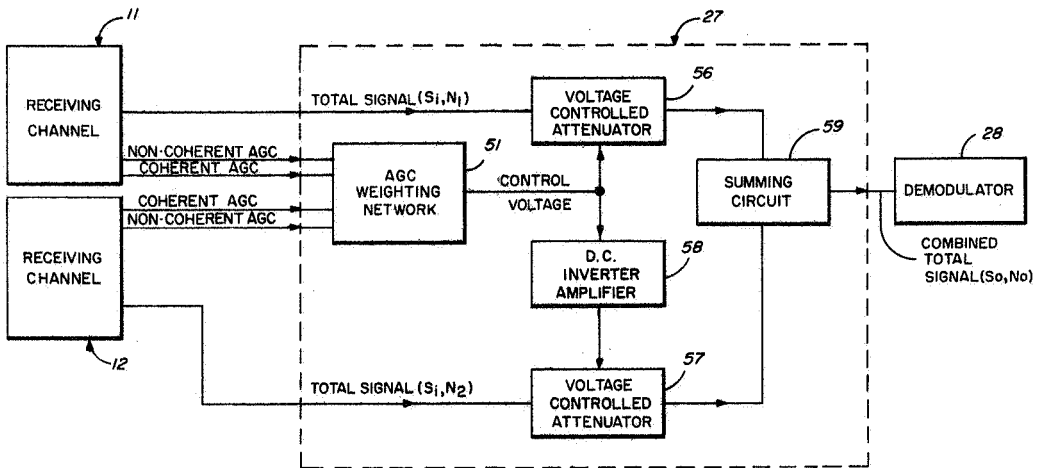 11
27
RECEIVING
CHANNEL
TOTAL SIGNAL (Si, N1)
VOLTAGE
CONTROLLED
ATTENUATOR
56
NON-COHERENT AGC
COHERENT AGC
51
AGC
WEIGHTING
NETWORK
CONTROL
VOLTAGE
59
SUMMING
CIRCUIT
28
DEMODULATOR
COHERENT AGC
NON-COHERENT AGC
RECEIVING
CHANNEL
D.C.
INVERTER
AMPLIFIER
58
COMBINED
TOTAL
SIGNAL (So, No)
12
TOTAL SIGNAL (Si, N2)
VOLTAGE
CONTROLLED
ATTENUATOR
57